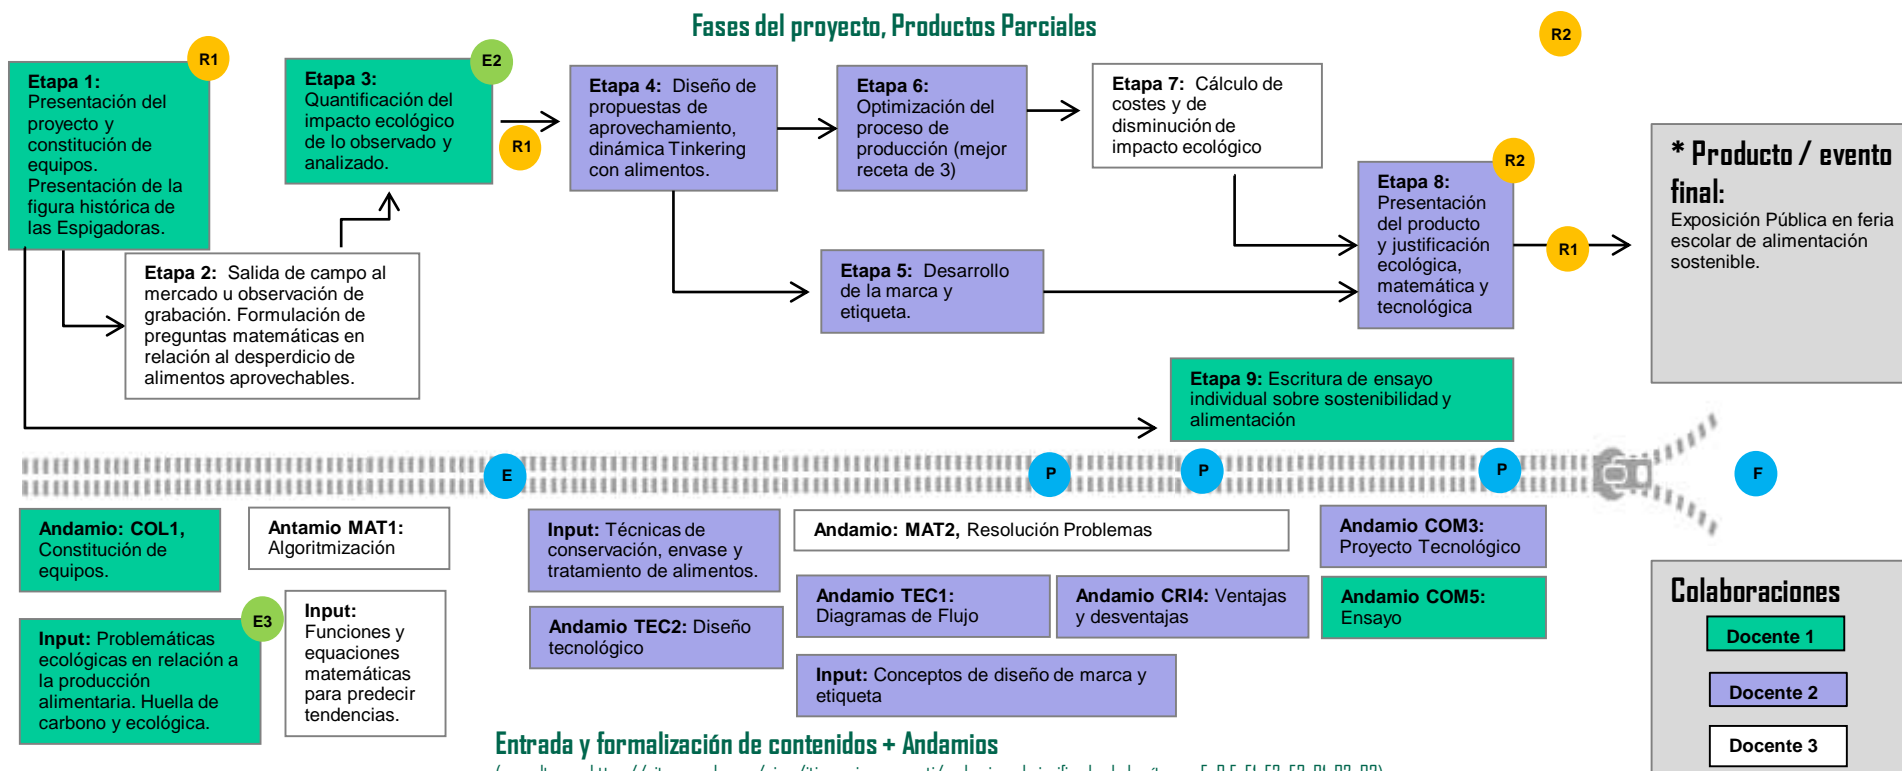 Fases del proyecto, Productos Parciales
R2
R1
Etapa 1:
Presentación del
proyecto y
constitución de
equipos.
Presentación de la
figura histórica de
las Espigadoras.
E2
Etapa 3:
Quantificación del
impacto ecológico
de lo observado y
analizado.
R1
Etapa 4: Diseño de
propuestas de
aprovechamiento,
dinámica Tinkering
con alimentos.
Etapa 6:
Optimización del
proceso de
producción (mejor
receta de 3)
Etapa 7: Cálculo de
costes y de
disminución de
impacto ecológico
R2
Etapa 8:
Presentación
del producto
y justificación
ecológica,
matemática y
tecnológica
R1
* Producto / evento
final:
Exposición Pública en feria
escolar de alimentación
sostenible.
Etapa 2: Salida de campo al
mercado u observación de
grabación. Formulación de
preguntas matemáticas en
relación al desperdicio de
alimentos aprovechables.
Etapa 5: Desarrollo
de la marca y
etiqueta.
Etapa 9: Escritura de ensayo
individual sobre sostenibilidad y
alimentación
E
P
P
P
F
Andamio: COL1,
Constitución de
equipos.
Antamio MAT1:
Algoritmización
Input: Técnicas de
conservación, envase y
tratamiento de alimentos.
Andamio: MAT2, Resolución Problemas
Andamio COM3:
Proyecto Tecnológico
E3
Input: Problemáticas
ecológicas en relación a
la producción
alimentaria. Huella de
carbono y ecológica.
Input:
Funciones y
ecuaciones
matemáticas
para predecir
tendencias.
Andamio TEC2: Diseño
tecnológico
Andamio TEC1:
Diagramas de Flujo
Andamio CRI4: Ventajas
y desventajas
Andamio COM5:
Ensayo
Input: Conceptos de diseño de marca y
etiqueta
Colaboraciones
Docente 1
Docente 2
Docente 3
Entrada y formalización de contenidos + Andamios